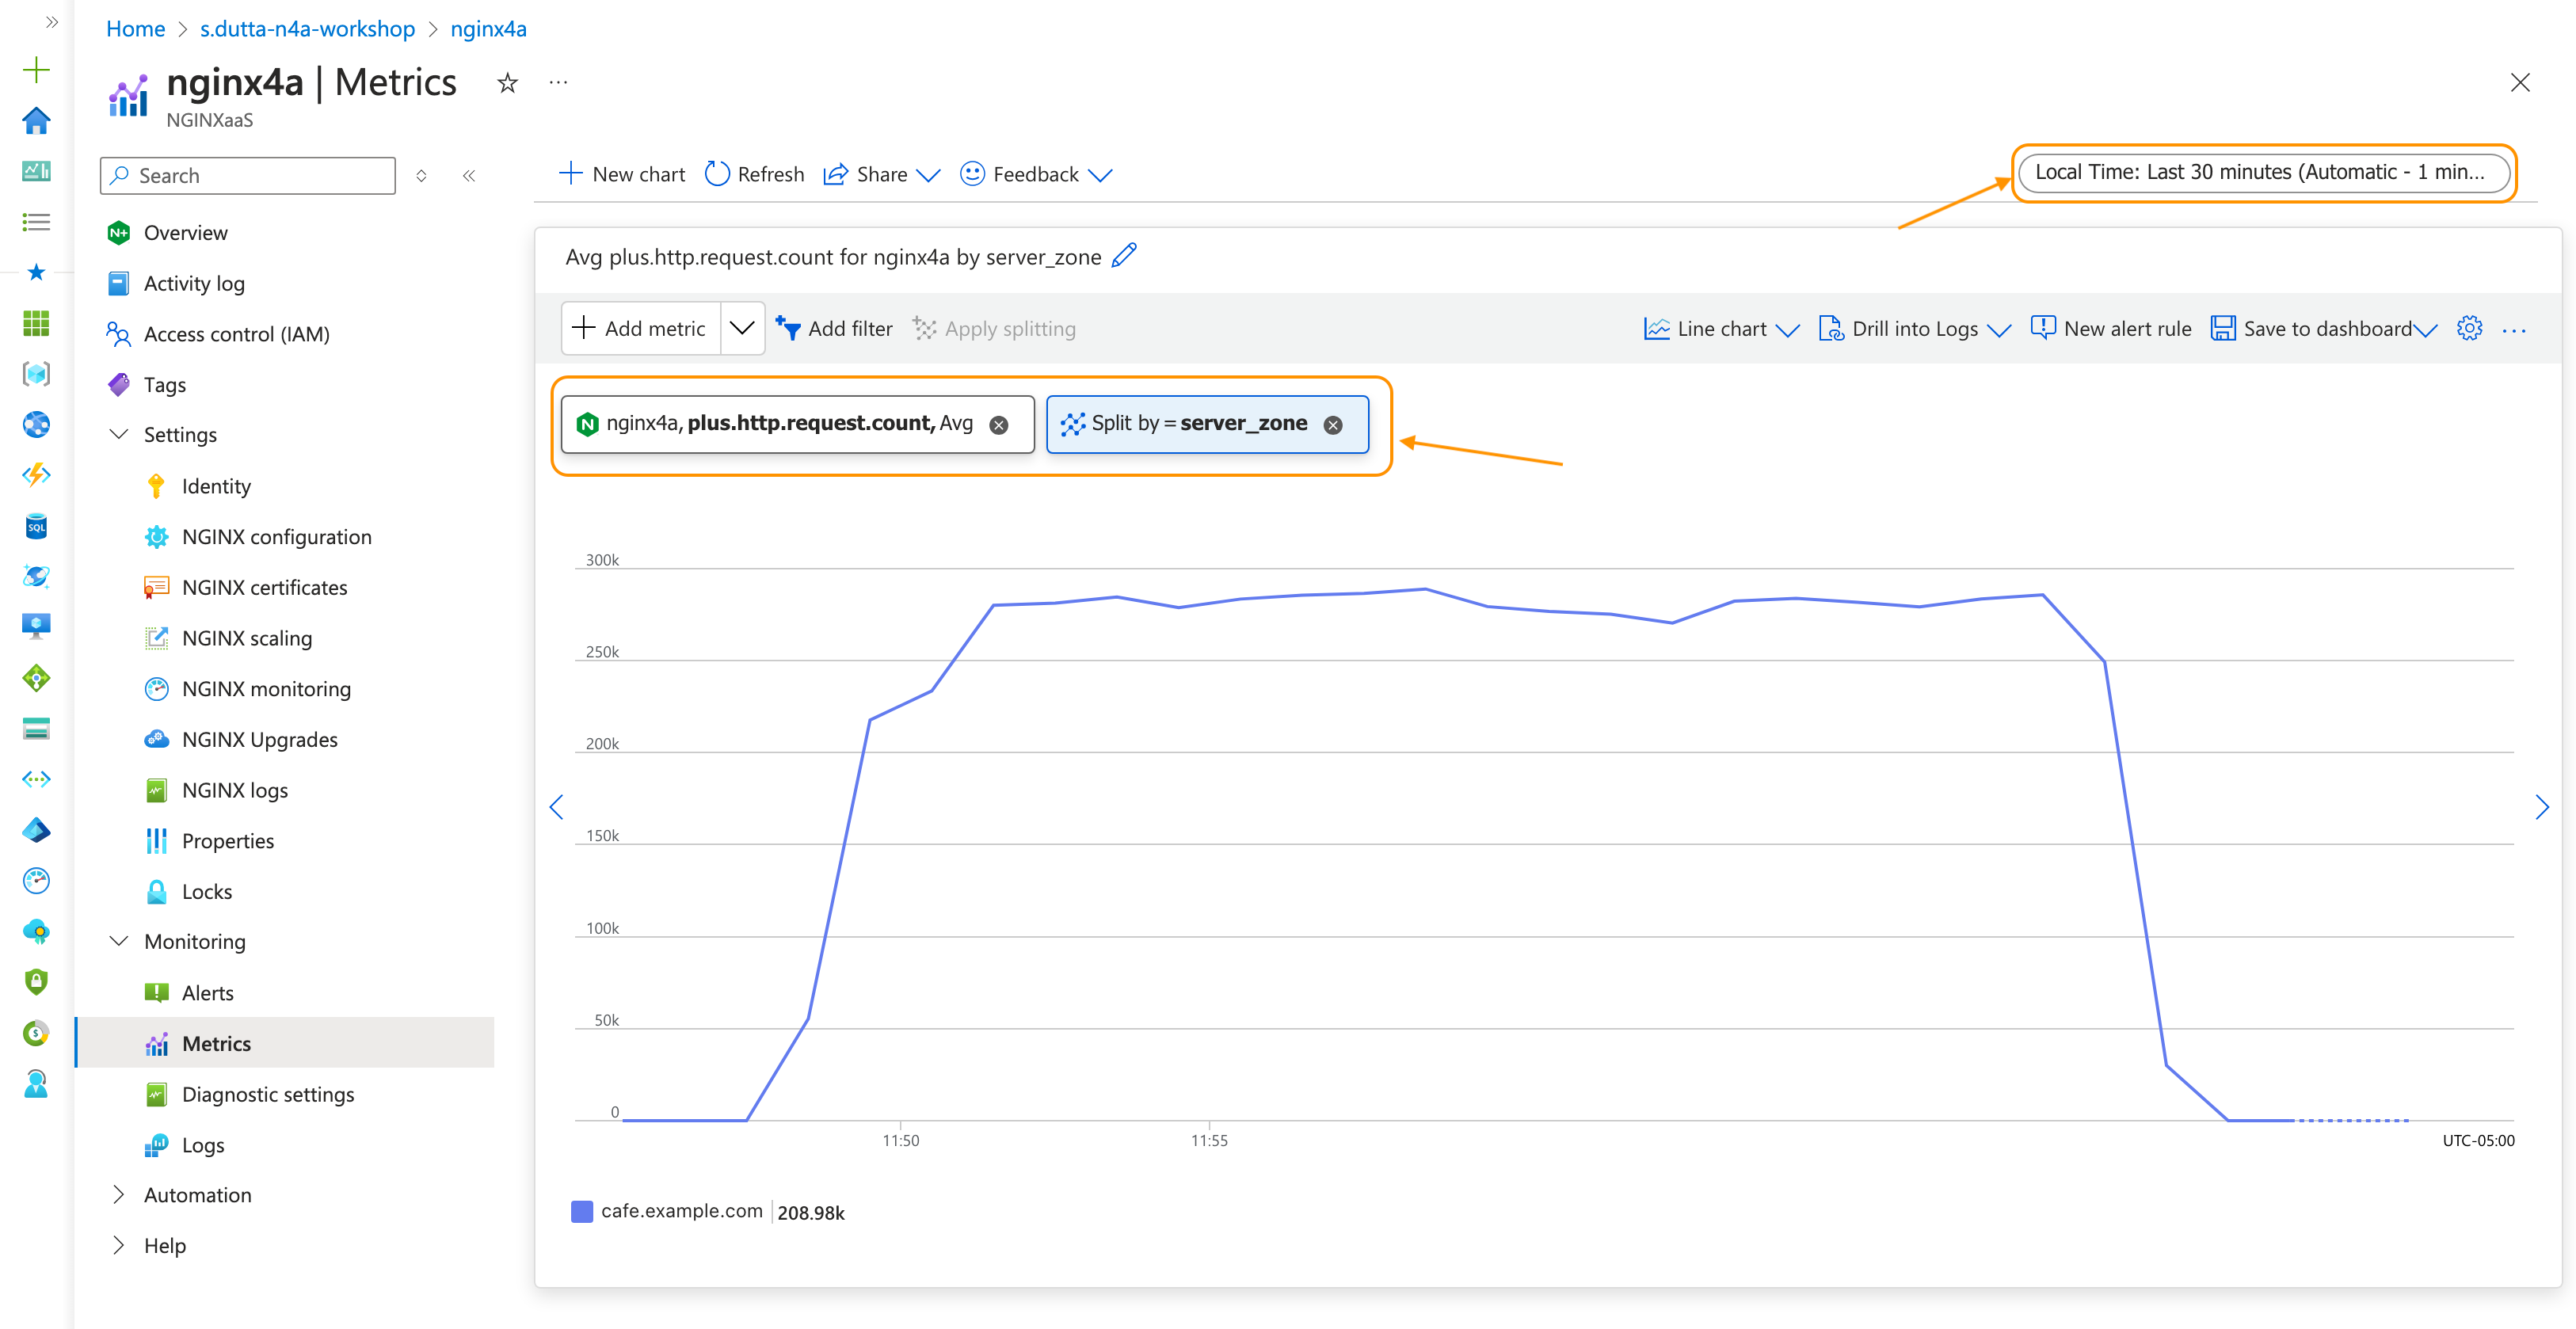 Home > s.dutta-n4a-workshop > nginx4a
nginx4a | Metrics
NGINXaaS
Search
Overview
Activity log
Access control (IAM)
Tags
Settings
Identity
NGINX configuration
NGINX certificates
NGINX scaling
NGINX monitoring
NGINX Upgrades
NGINX logs
Properties
Locks
Monitoring
Alerts
Metrics
Diagnostic settings
Logs
Automation
Help
SQL
New chart Refresh Share Feedback
Local Time: Last 30 minutes (Automatic - 1 min...
Avg plus.http.request.count for nginx4a by server_zone
Add metric Add filter Apply splitting Line chart Drill into Logs New alert rule Save to dashboard
nginx4a, plus.http.request.count, Avg Split by = server_zone
300k
250k
200k
150k
100k
50k
0
11:50 11:55 UTC-05:00
cafe.example.com 208.98k